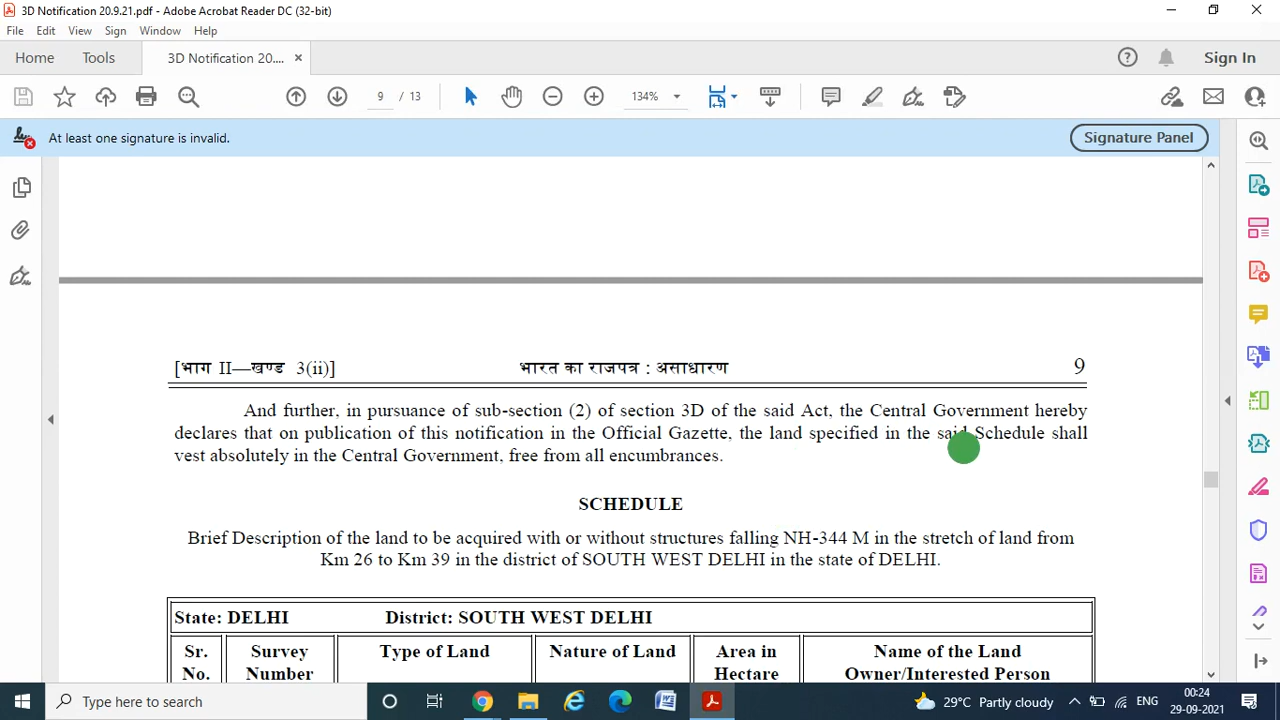 3D Notification 20.9.21.pdf - Adobe Acrobat Reader DC (32-bit)
File Edit View Sign Window Help
Home Tools 3D Notification 20.... × Sign In
9 / 13 134%
At least one signature is invalid. Signature Panel
[भाग II—खण्ड 3(ii)] भारत का राजपत्र : असाधारण 9
And further, in pursuance of sub-section (2) of section 3D of the said Act, the Central Government hereby
declares that on publication of this notification in the Official Gazette, the land specified in the said Schedule shall
vest absolutely in the Central Government, free from all encumbrances.
SCHEDULE
Brief Description of the land to be acquired with or without structures falling NH-344 M in the stretch of land from
Km 26 to Km 39 in the district of SOUTH WEST DELHI in the state of DELHI.
State: DELHI District: SOUTH WEST DELHI
Sr. Survey Type of Land Nature of Land Area in Name of the Land
No. Number Hectare Owner/Interested Person
Type here to search 29°C Partly cloudy ENG 00:24
29-09-2021